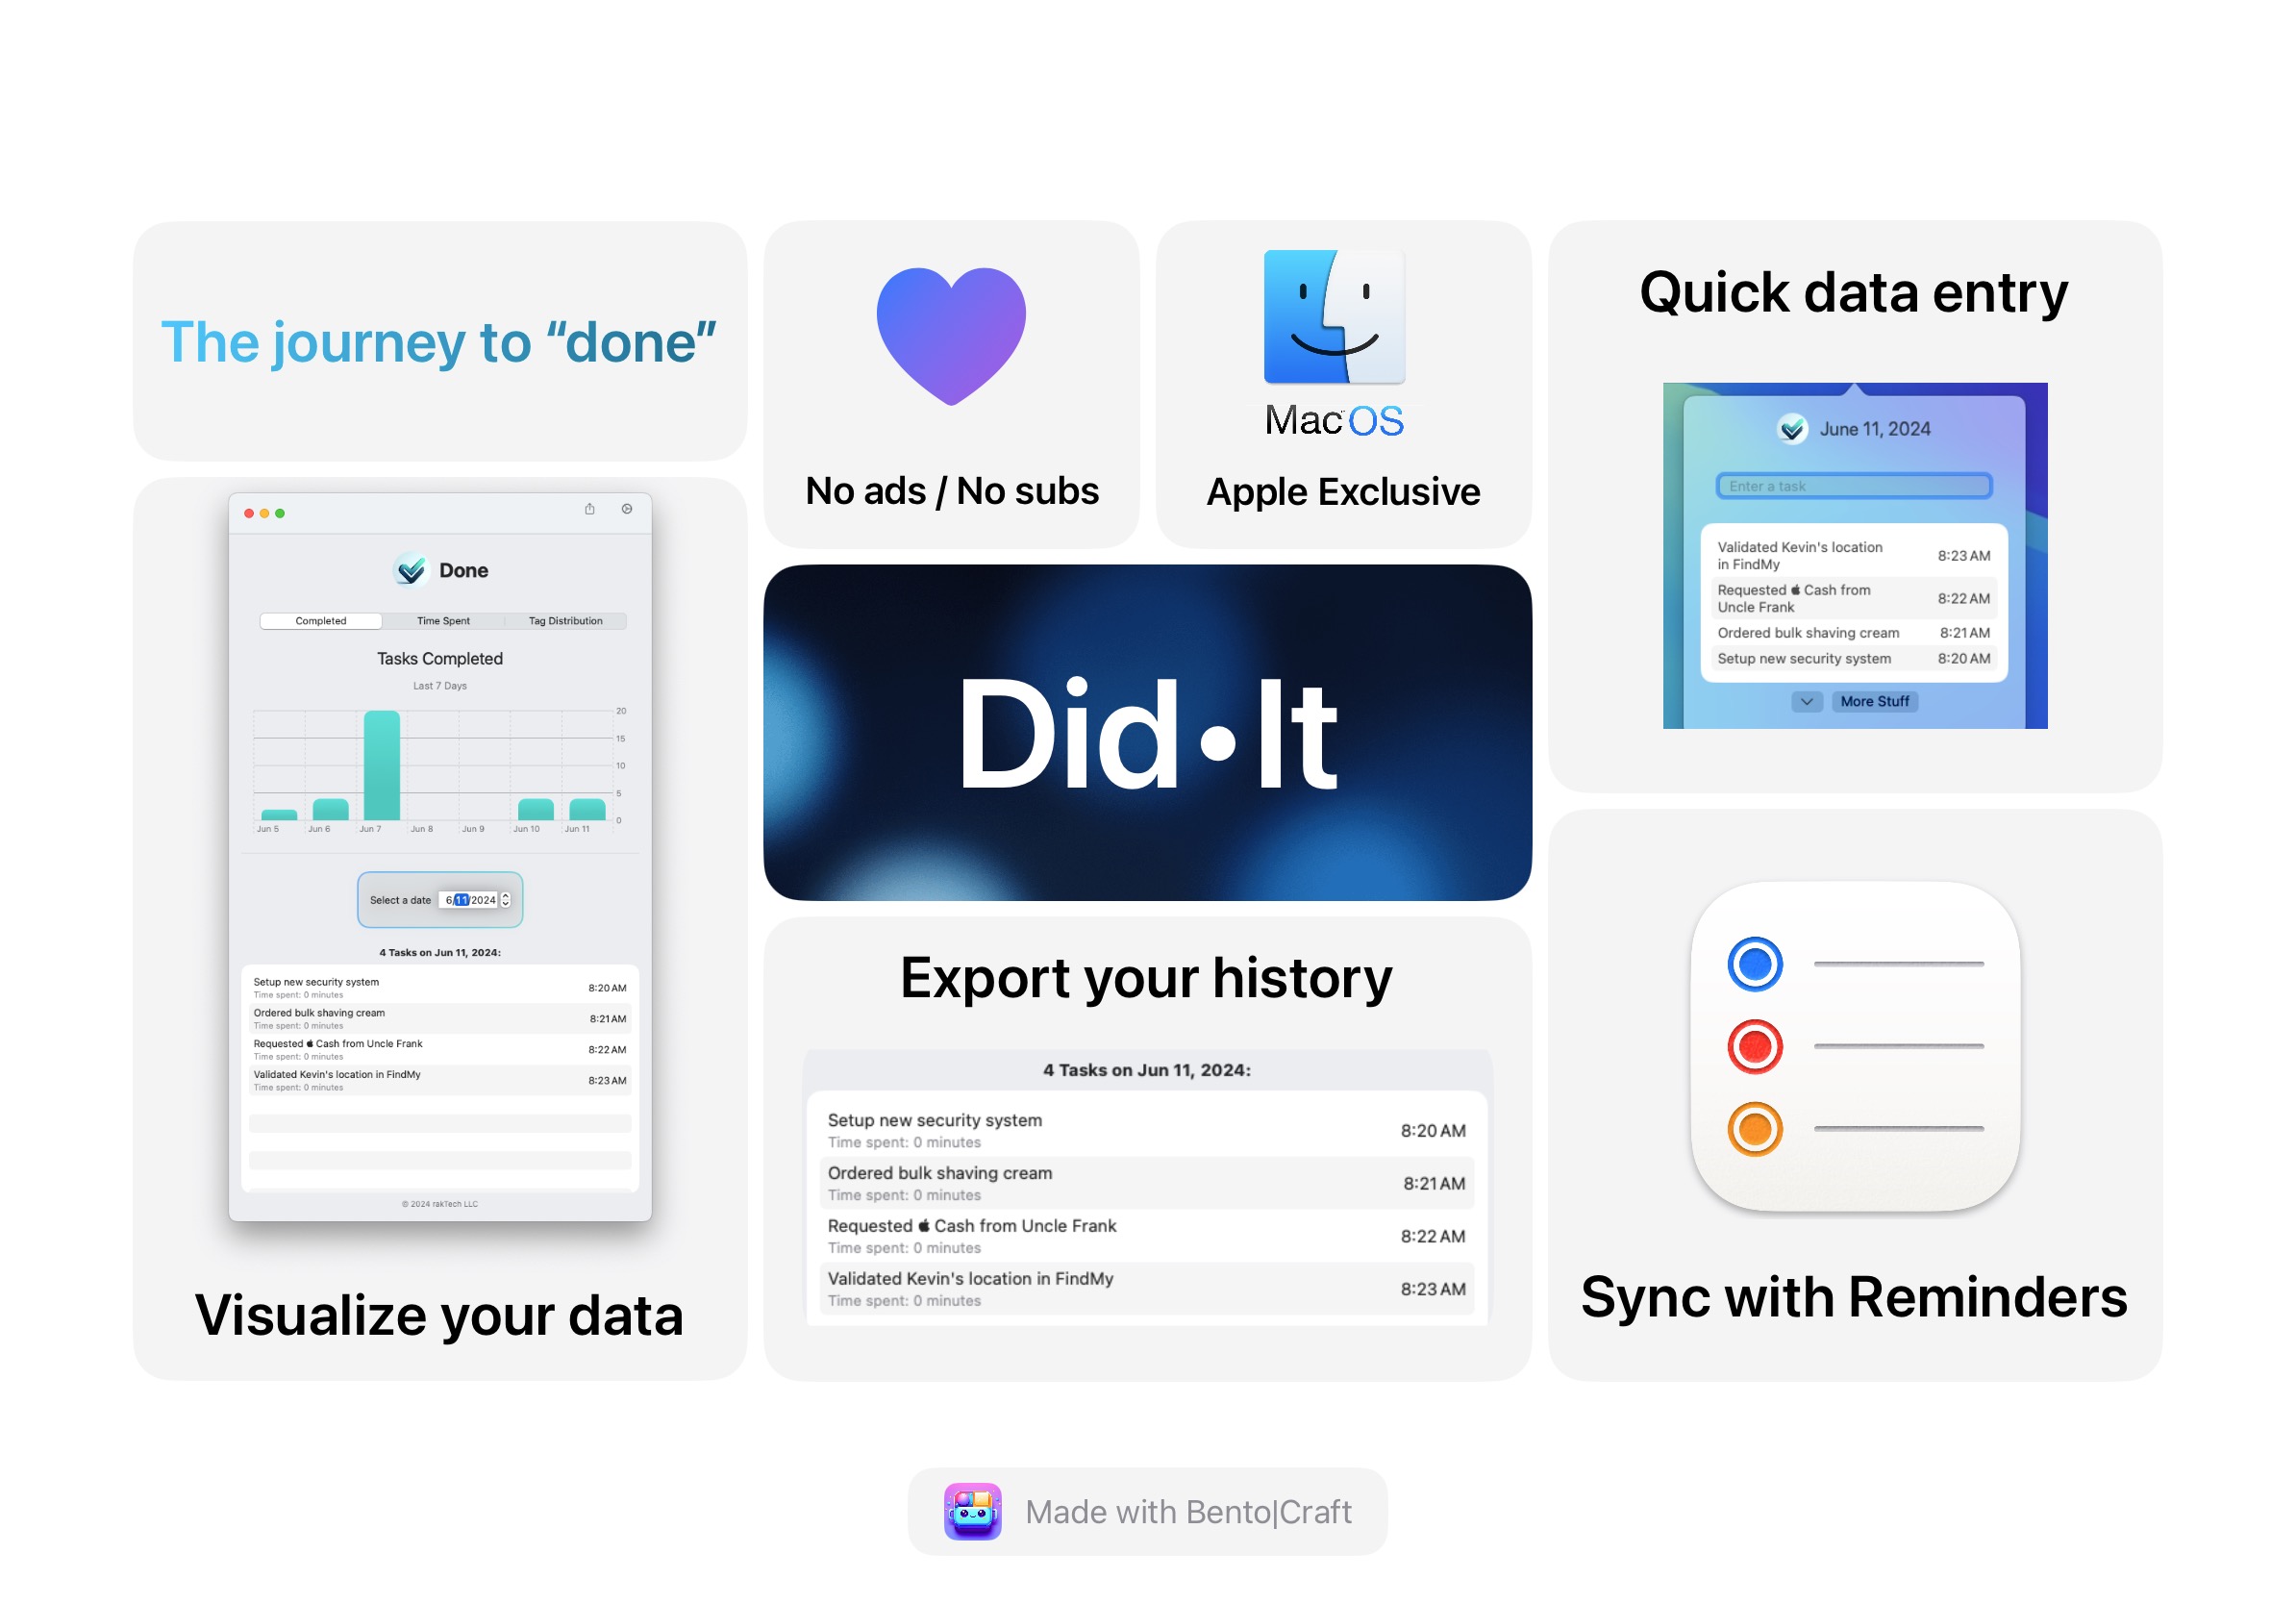 The journey to “done”
No ads / No subs
MacOS
Apple Exclusive
Quick data entry
June 11, 2024
Enter a task
Validated Kevin's location
in FindMy
8:23 AM
Requested  Cash from
Uncle Frank
8:22 AM
Ordered bulk shaving cream 8:21 AM
Setup new security system 8:20 AM
More Stuff
Done
Completed Time Spent Tag Distribution
Tasks Completed
Last 7 Days
20
15
10
5
0
Jun 5 Jun 6 Jun 7 Jun 8 Jun 9 Jun 10 Jun 11
Select a date 6/11/2024
4 Tasks on Jun 11, 2024:
Setup new security system
Time spent: 0 minutes
8:20 AM
Ordered bulk shaving cream
Time spent: 0 minutes
8:21 AM
Requested  Cash from Uncle Frank
Time spent: 0 minutes
8:22 AM
Validated Kevin's location in FindMy
Time spent: 0 minutes
8:23 AM
© 2024 rakTech LLC
Visualize your data
Did•It
Export your history
4 Tasks on Jun 11, 2024:
Setup new security system
Time spent: 0 minutes
8:20 AM
Ordered bulk shaving cream
Time spent: 0 minutes
8:21 AM
Requested  Cash from Uncle Frank
Time spent: 0 minutes
8:22 AM
Validated Kevin's location in FindMy
Time spent: 0 minutes
8:23 AM
Sync with Reminders
Made with Bento|Craft